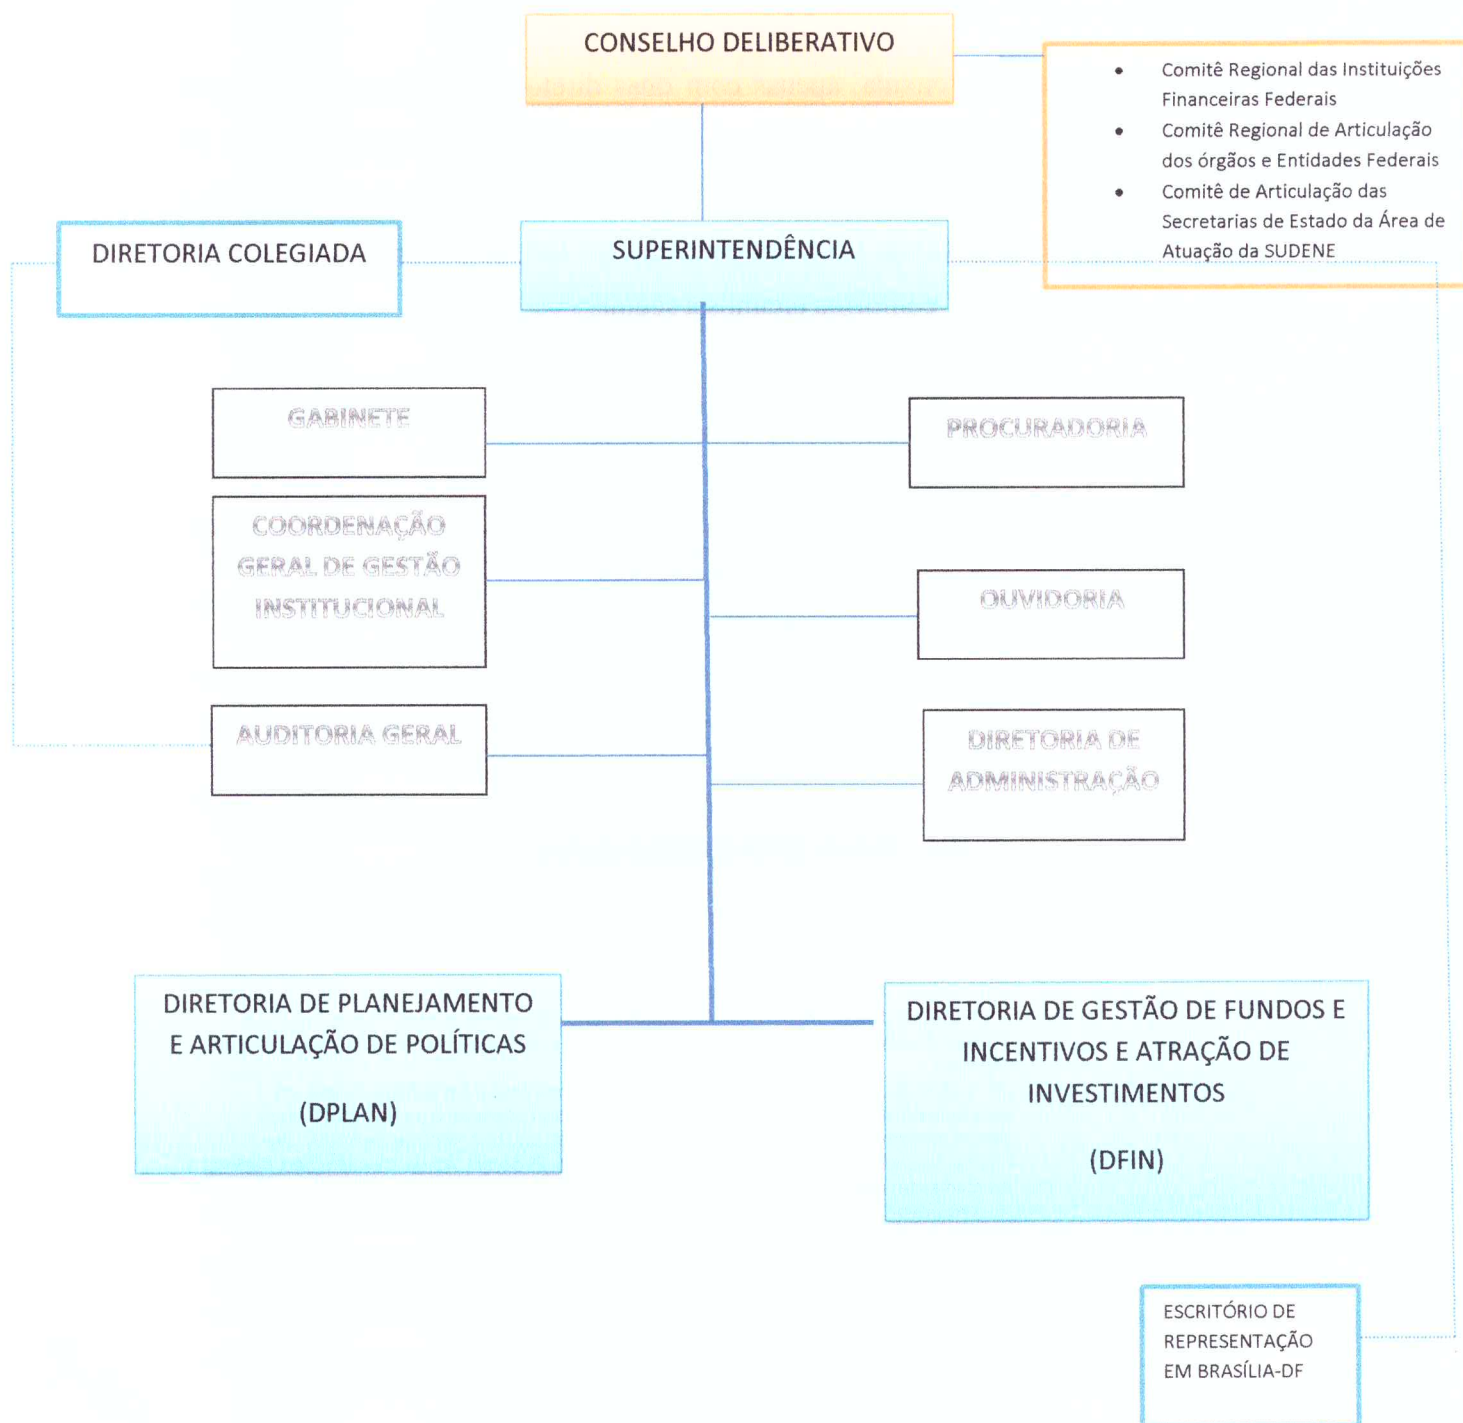 CONSELHO DELIBERATIVO
• Comitê Regional das Instituições
Financeiras Federais
• Comitê Regional de Articulação
dos órgãos e Entidades Federais
• Comitê de Articulação das
Secretarias de Estado da Área de
Atuação da SUDENE
DIRETORIA COLEGIADA
SUPERINTENDÊNCIA
GABINETE
PROCURADORIA
COORDENAÇÃO
GERAL DE GESTÃO
INSTITUCIONAL
OUVIDORIA
AUDITORIA GERAL
DIRETORIA DE
ADMINISTRAÇÃO
DIRETORIA DE PLANEJAMENTO
E ARTICULAÇÃO DE POLÍTICAS
(DPLAN)
DIRETORIA DE GESTÃO DE FUNDOS E
INCENTIVOS E ATRAÇÃO DE
INVESTIMENTOS
(DFIN)
ESCRITÓRIO DE
REPRESENTAÇÃO
EM BRASÍLIA-DF